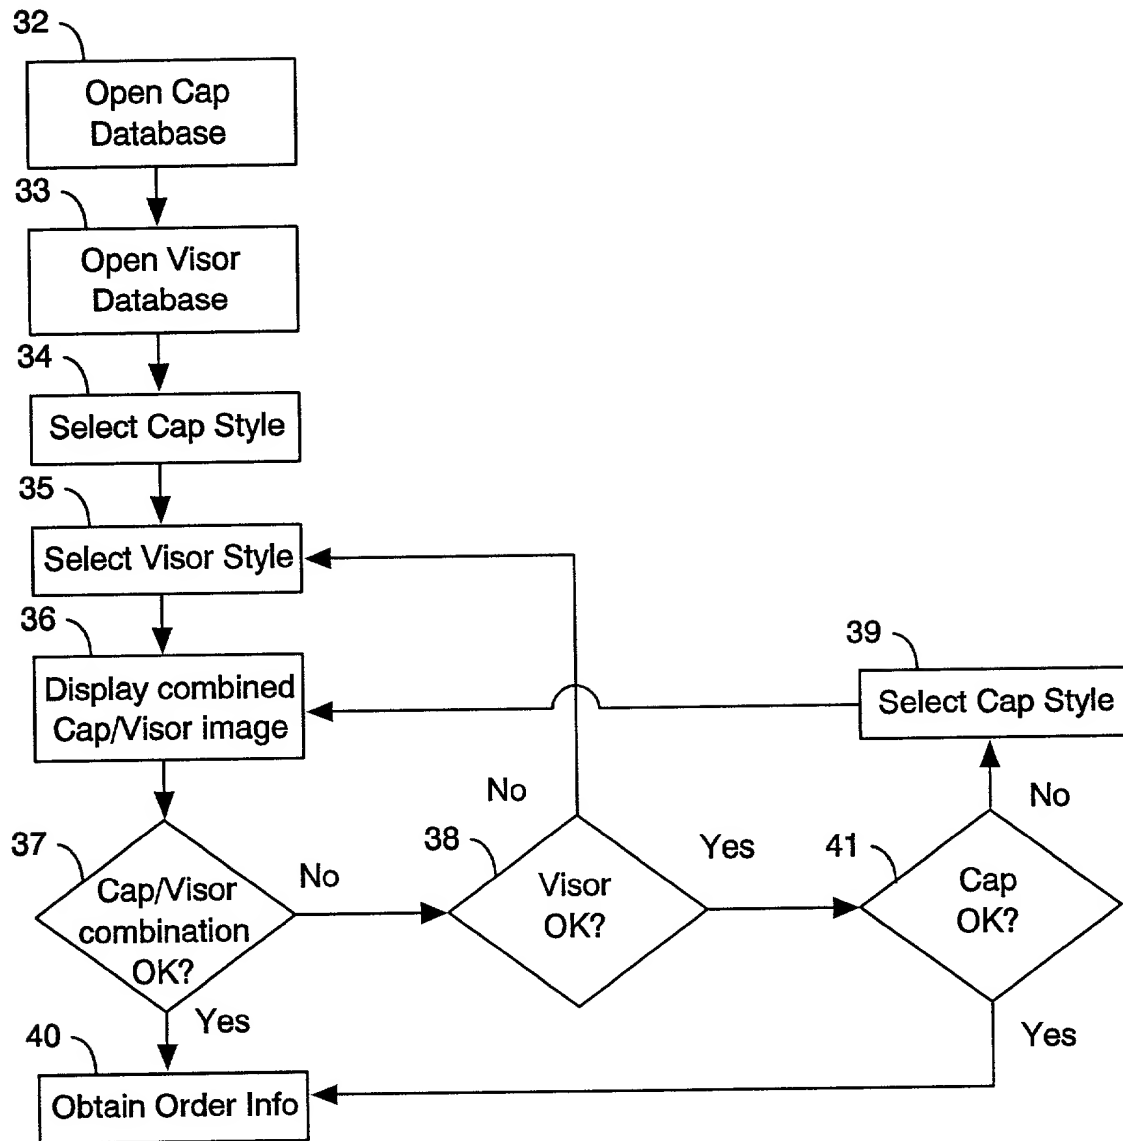 32
Open Cap
Database
33
Open Visor
Database
34
Select Cap Style
35
Select Visor Style
36
Display combined
Cap/Visor image
39
Select Cap Style
37
Cap/Visor
combination
OK?
No
38
Visor
OK?
No
Yes
41
Cap
OK?
No
Yes
Yes
40
Obtain Order Info